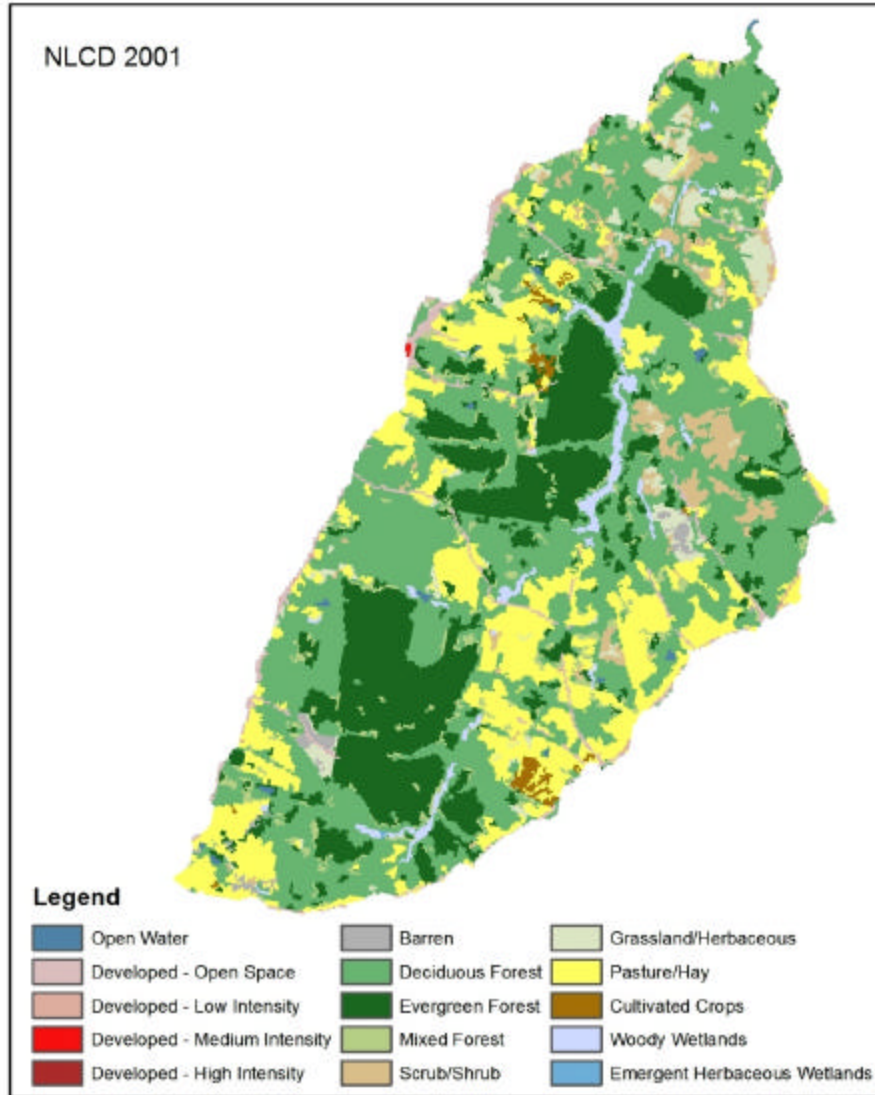 NLCD 2001
Legend
Open Water
Developed - Open Space
Developed - Low Intensity
Developed - Medium Intensity
Developed - High Intensity
Barren
Deciduous Forest
Evergreen Forest
Mixed Forest
Scrub/Shrub
Grassland/Herbaceous
Pasture/Hay
Cultivated Crops
Woody Wetlands
Emergent Herbaceous Wetlands